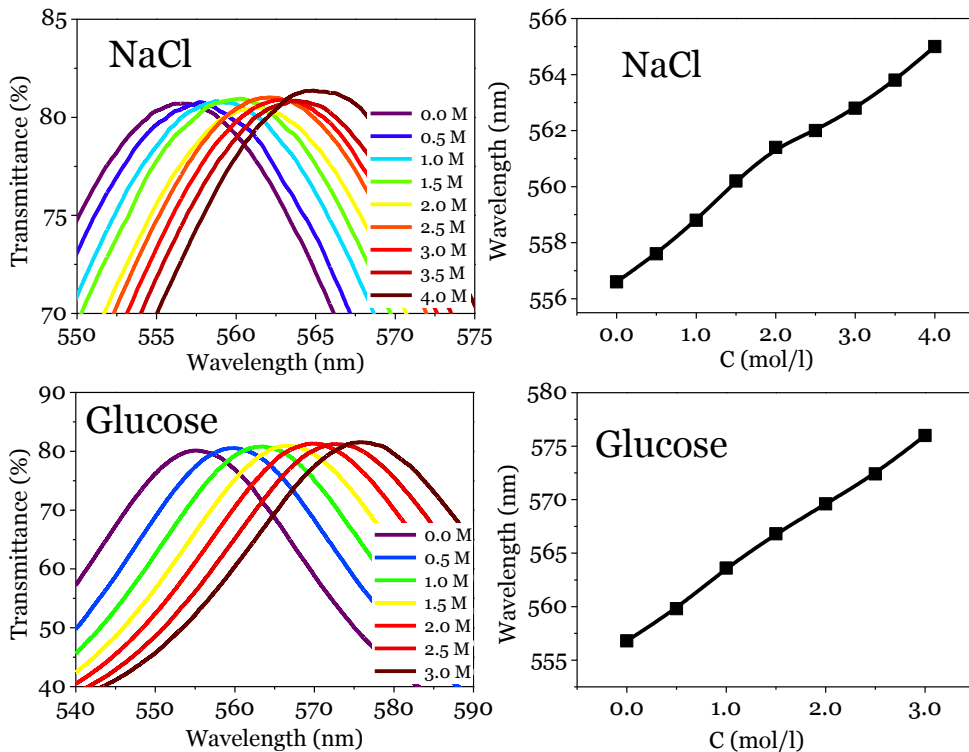 85
80
75
70
NaCl
Transmittance (%)
0.0 M
0.5 M
1.0 M
1.5 M
2.0 M
2.5 M
3.0 M
3.5 M
4.0 M
550 555 560 565 570 575
Wavelength (nm)
566
564
562
560
558
556
NaCl
Wavelength (nm)
0.0 1.0 2.0 3.0 4.0
C (mol/l)
90
80
70
60
50
40
Glucose
Transmittance (%)
0.0 M
0.5 M
1.0 M
1.5 M
2.0 M
2.5 M
3.0 M
540 550 560 570 580 590
Wavelength (nm)
580
575
570
565
560
555
Glucose
Wavelength (nm)
0.0 1.0 2.0 3.0
C (mol/l)